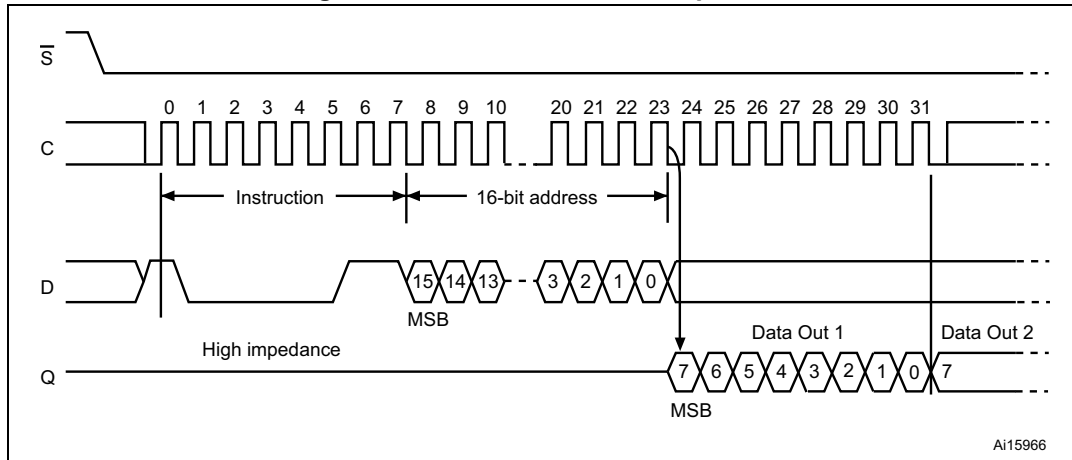 S
0 1 2 3 4 5 6 7 8 9 10 20 21 22 23 24 25 26 27 28 29 30 31
C
Instruction 16-bit address
D
15 14 13 3 2 1 0
MSB
High impedance
Data Out 1 Data Out 2
Q
7 6 5 4 3 2 1 0 7
MSB
Ai15966